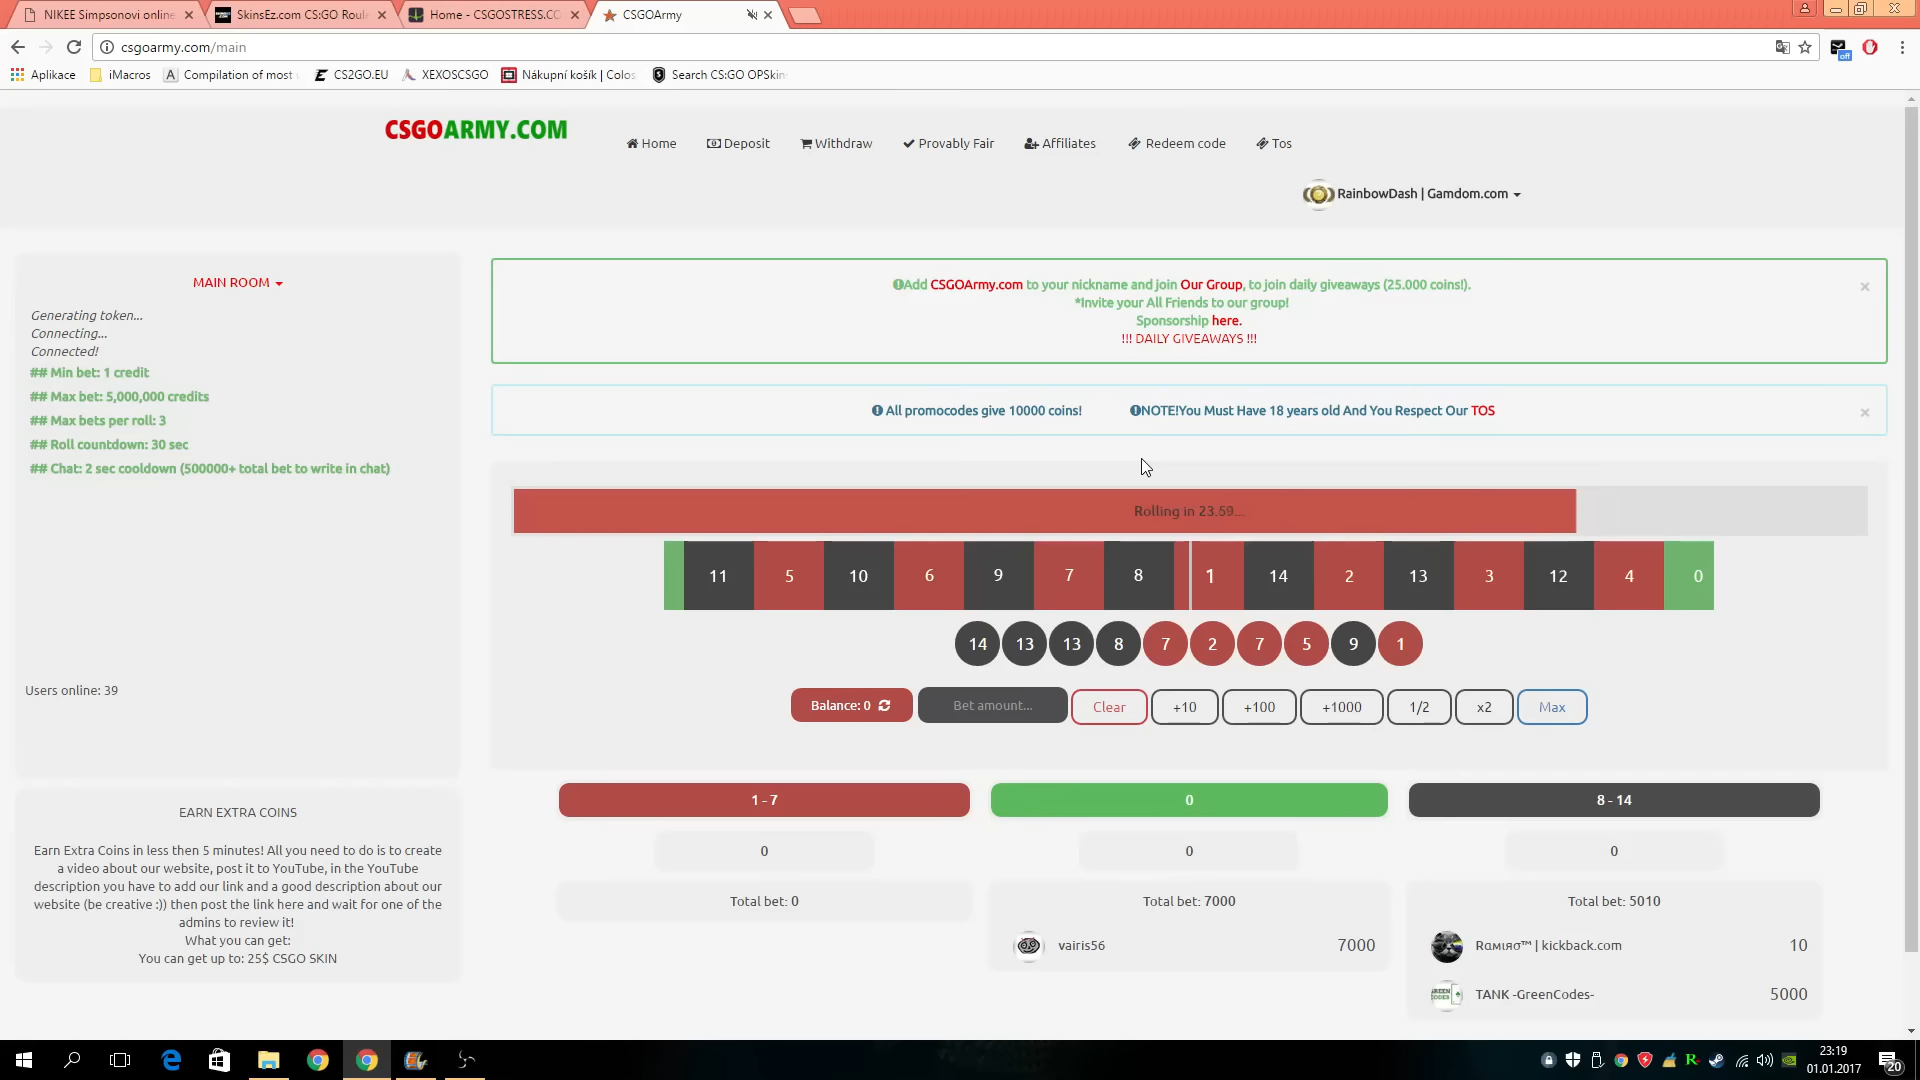 NIKEE Simpsonovi online
SkinsEz.com CS:GO Roul
Home - CSGOSTRESS.CO
CSGOArmy
csgoarmy.com/main
Aplikace
iMacros
Compilation of most
CS2GO.EU
XEXOSCSGO
Nákupní košík | Colos
Search CS:GO OPSkin
off
CSGOARMY.COM
Home
Deposit
Withdraw
Provably Fair
Affiliates
Redeem code
Tos
RainbowDash | Gamdom.com
MAIN ROOM
Generating token...
Connecting...
Connected!
## Min bet: 1 credit
## Max bet: 5,000,000 credits
## Max bets per roll: 3
## Roll countdown: 30 sec
## Chat: 2 sec cooldown (500000+ total bet to write in chat)
Users online: 39
EARN EXTRA COINS
Earn Extra Coins in less then 5 minutes! All you need to do is to create
a video about our website, post it to YouTube, in the YouTube
description you have to add our link and a good description about our
website (be creative :)) then post the link here and wait for one of the
admins to review it!
What you can get:
You can get up to: 25$ CSGO SKIN
Add CSGOArmy.com to your nickname and join Our Group, to join daily giveaways (25.000 coins!).
*Invite your All Friends to our group!
Sponsorship here.
!!! DAILY GIVEAWAYS !!!
×
All promocodes give 10000 coins! NOTE!You Must Have 18 years old And You Respect Our TOS
×
Rolling in 23.59...
11 5 10 6 9 7 8 1 14 2 13 3 12 4 0
14 13 13 8 7 2 7 5 9 1
Balance: 0
Bet amount...
Clear
+10
+100
+1000
1/2
x2
Max
1 - 7
0
8 - 14
0
0
0
Total bet: 0
Total bet: 7000
Total bet: 5010
vairis56 7000
Rαмιяσ™ | kickback.com 10
TANK -GreenCodes- 5000
23:19
01.01.2017
20